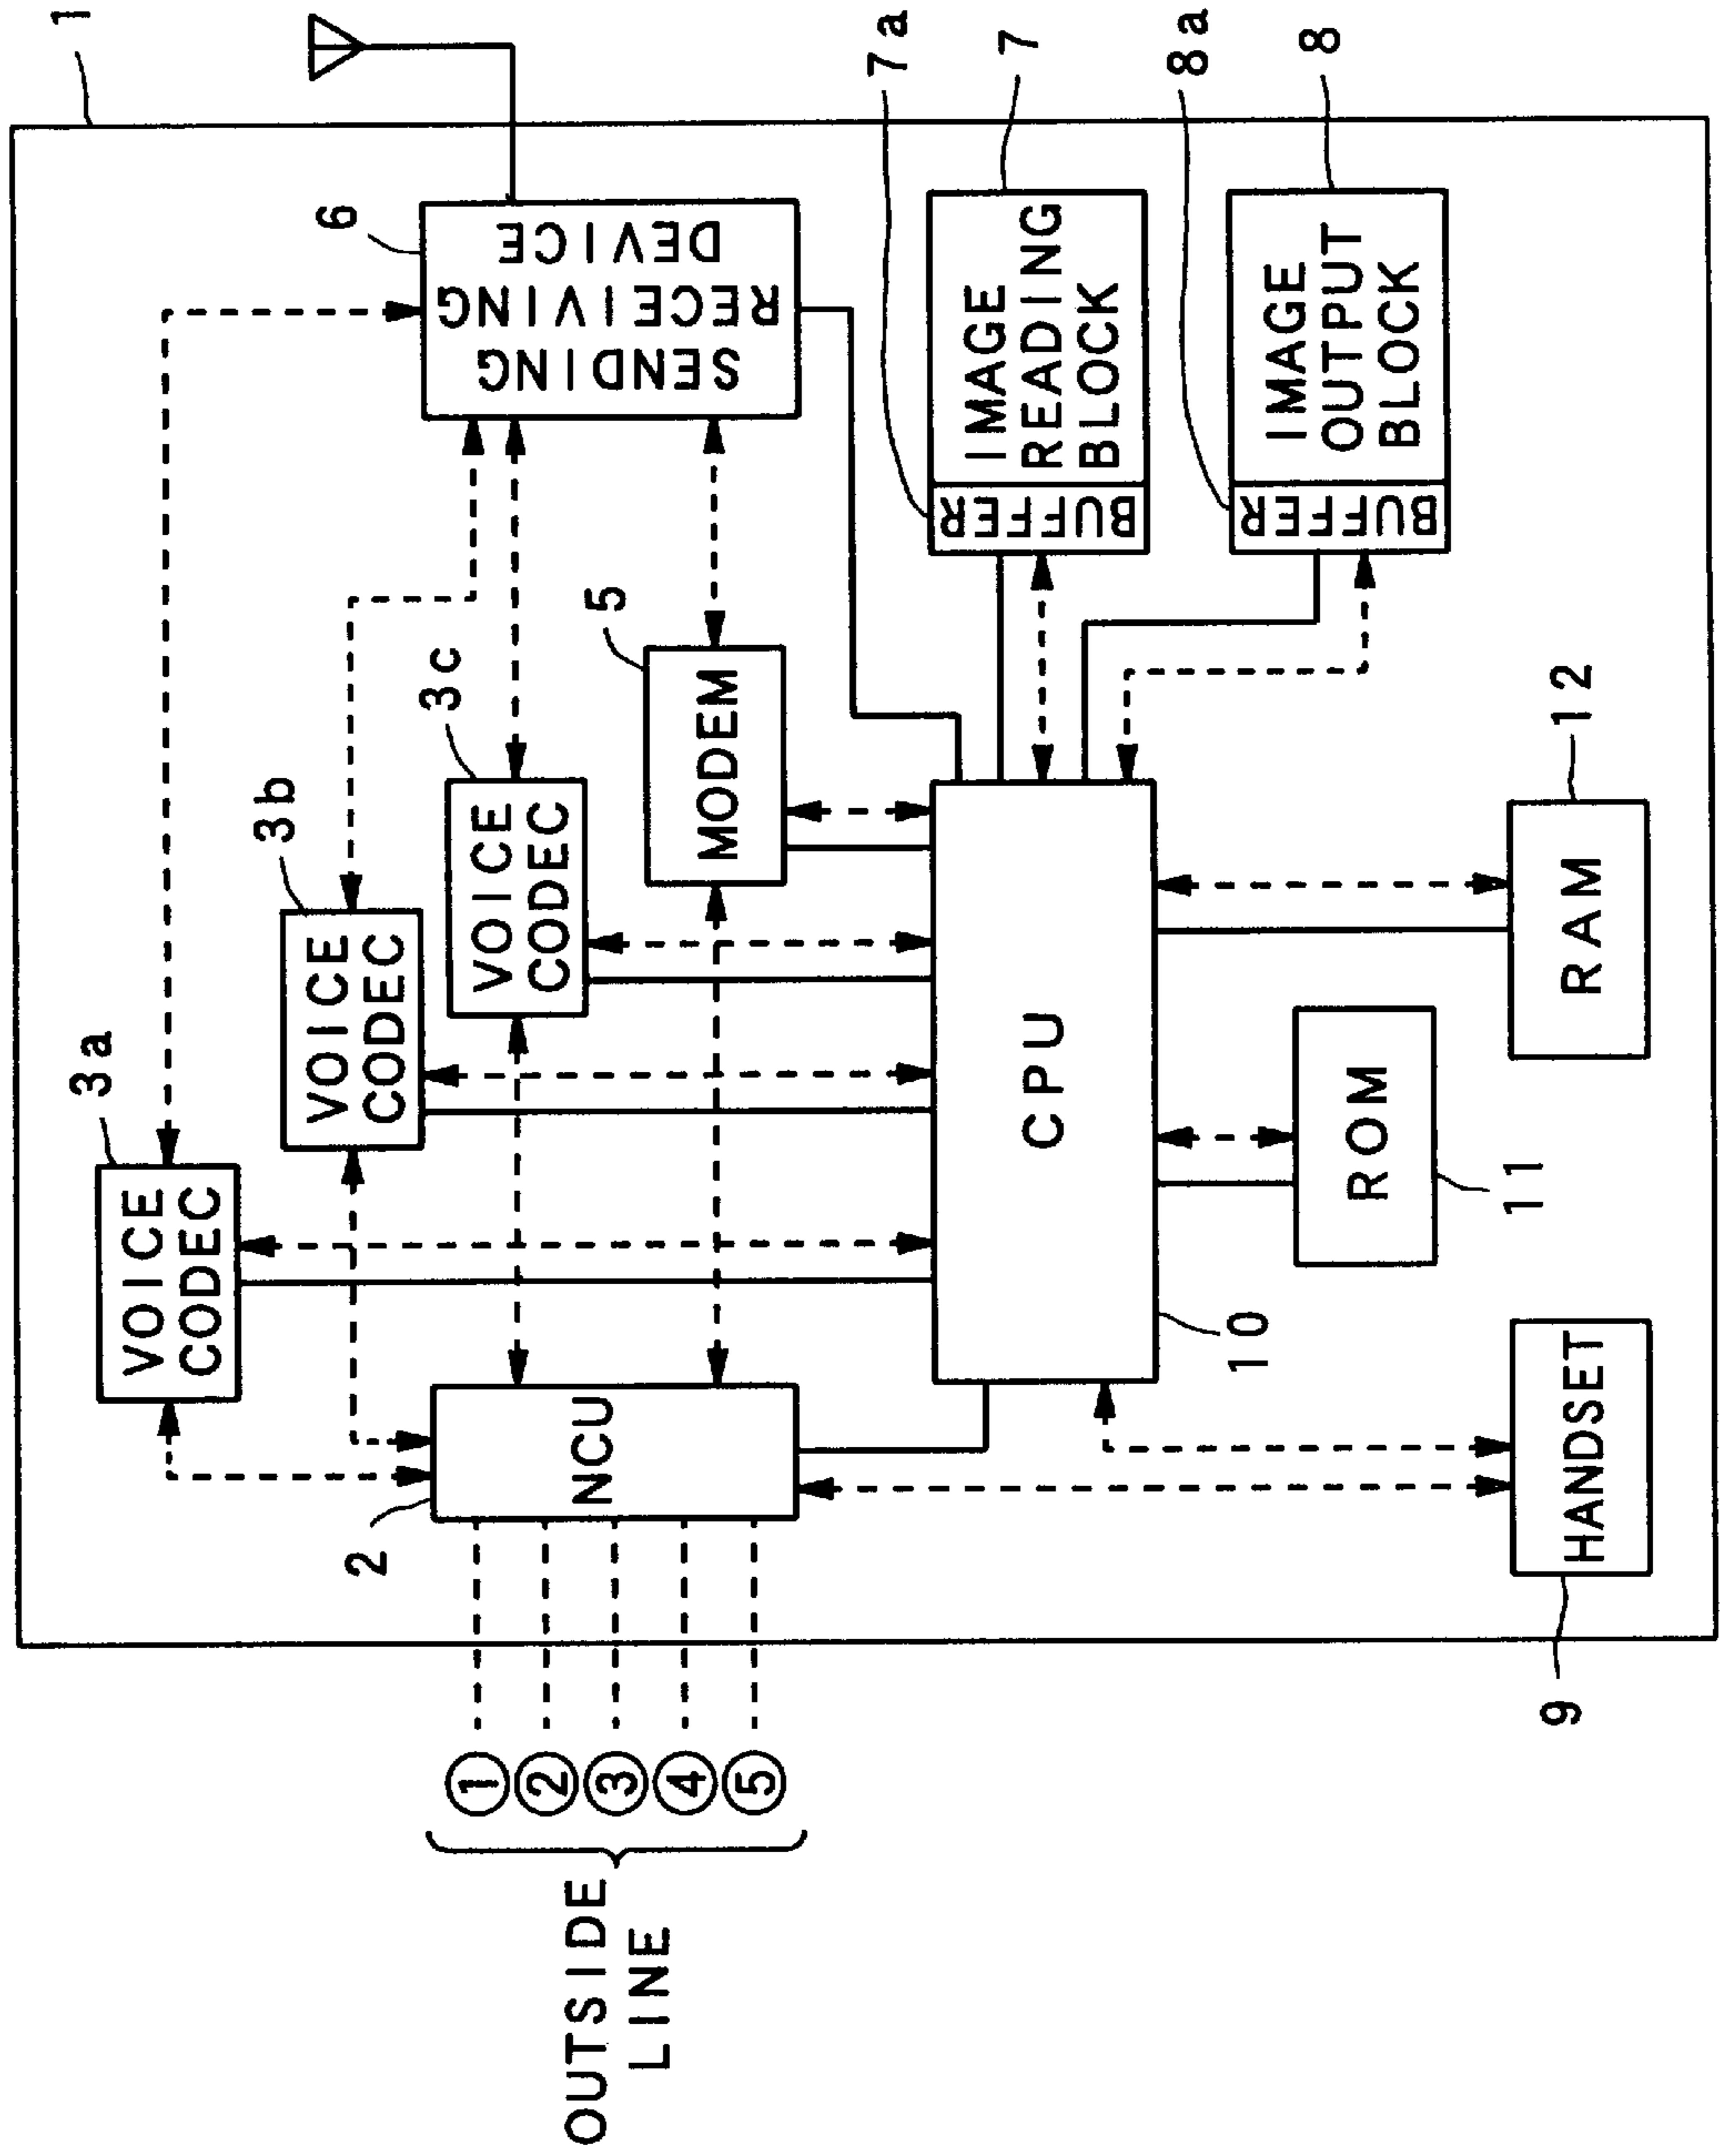 1
3a
VOICE
CODEC
3b
VOICE
CODEC
6
SENDING
RECEIVING
DEVICE
3c
VOICE
CODEC
5
MODEM
2
NCU
OUTSIDE
LINE
①
②
③
④
⑤
7a
7
BUFFER
IMAGE
READING
BLOCK
CPU
10
8a
8
BUFFER
IMAGE
OUTPUT
BLOCK
ROM
11
RAM
12
HANDSET
9